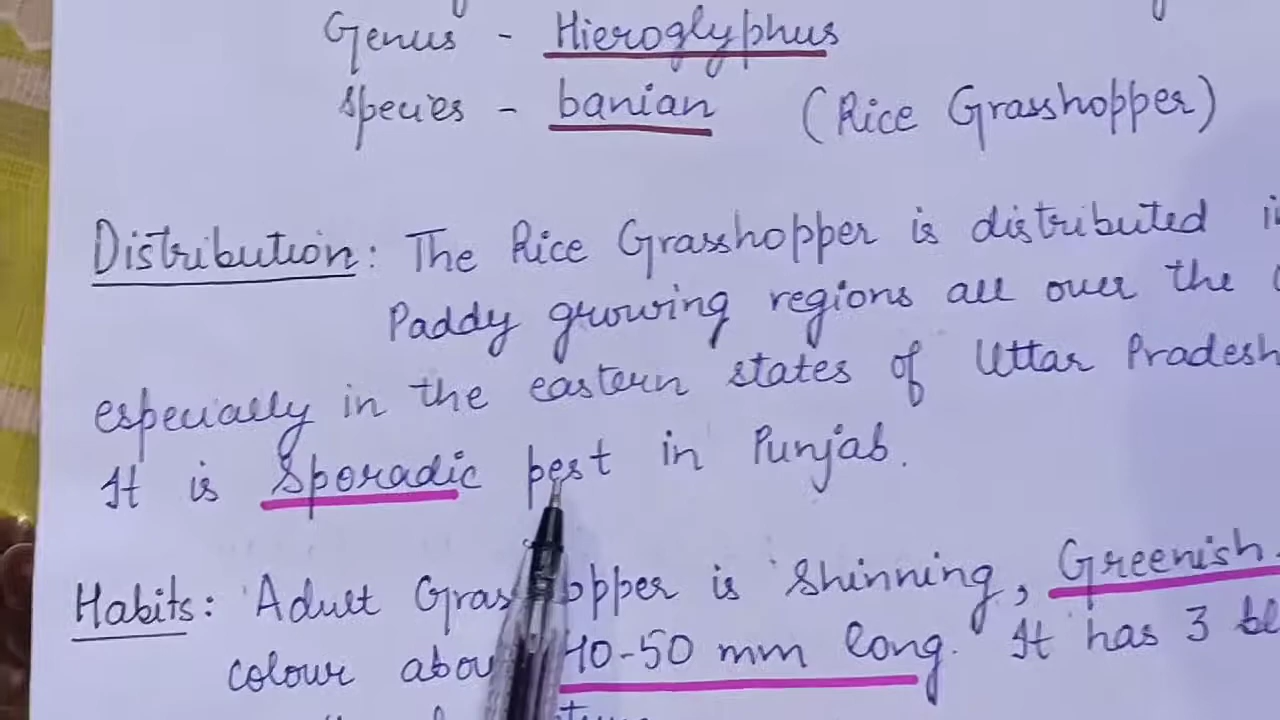 Genus - Hieroglyphus
Species - banian (Rice Grasshopper)
Distribution: The Rice Grasshopper is distributed
Paddy growing regions all over the
especially in the eastern states of Uttar Pradesh
It is Sporadic pest in Punjab.
Habits: Adult Grasshopper is Shinning, Greenish
colour about 40-50 mm long. It has 3